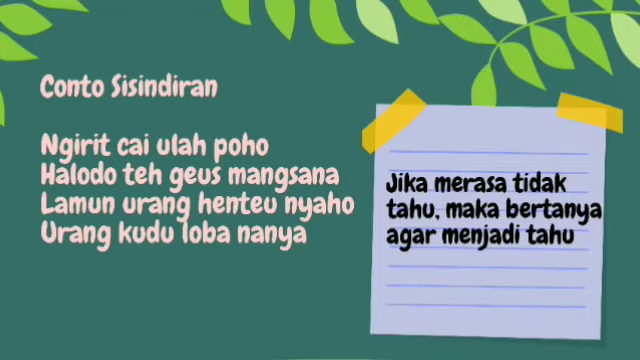 Conto Sisindiran
Ngirit cai ulah poho
Halodo teh geus mangsana
Lamun urang henteu nyaho
Urang kudu loba nanya
Jika merasa tidak
tahu, maka bertanya
agar menjadi tahu